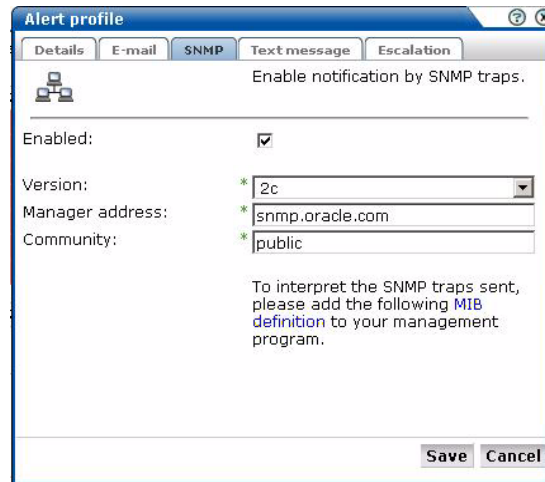 Alert profile
Details E-mail SNMP Text message Escalation
Enable notification by SNMP traps.
Enabled:
Version: * 2c
Manager address: * snmp.oracle.com
Community: * public
To interpret the SNMP traps sent,
please add the following MIB
definition to your management
program.
Save Cancel